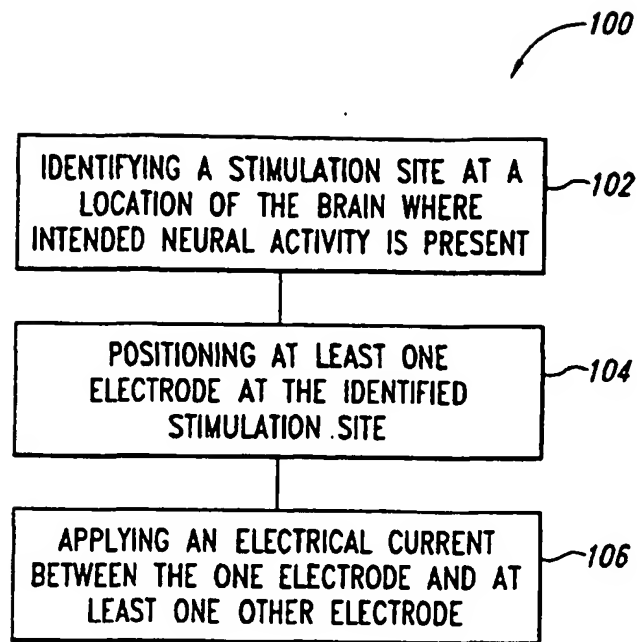 100
IDENTIFYING A STIMULATION SITE AT A
LOCATION OF THE BRAIN WHERE
INTENDED NEURAL ACTIVITY IS PRESENT
102
POSITIONING AT LEAST ONE
ELECTRODE AT THE IDENTIFIED
STIMULATION SITE
104
APPLYING AN ELECTRICAL CURRENT
BETWEEN THE ONE ELECTRODE AND AT
LEAST ONE OTHER ELECTRODE
106